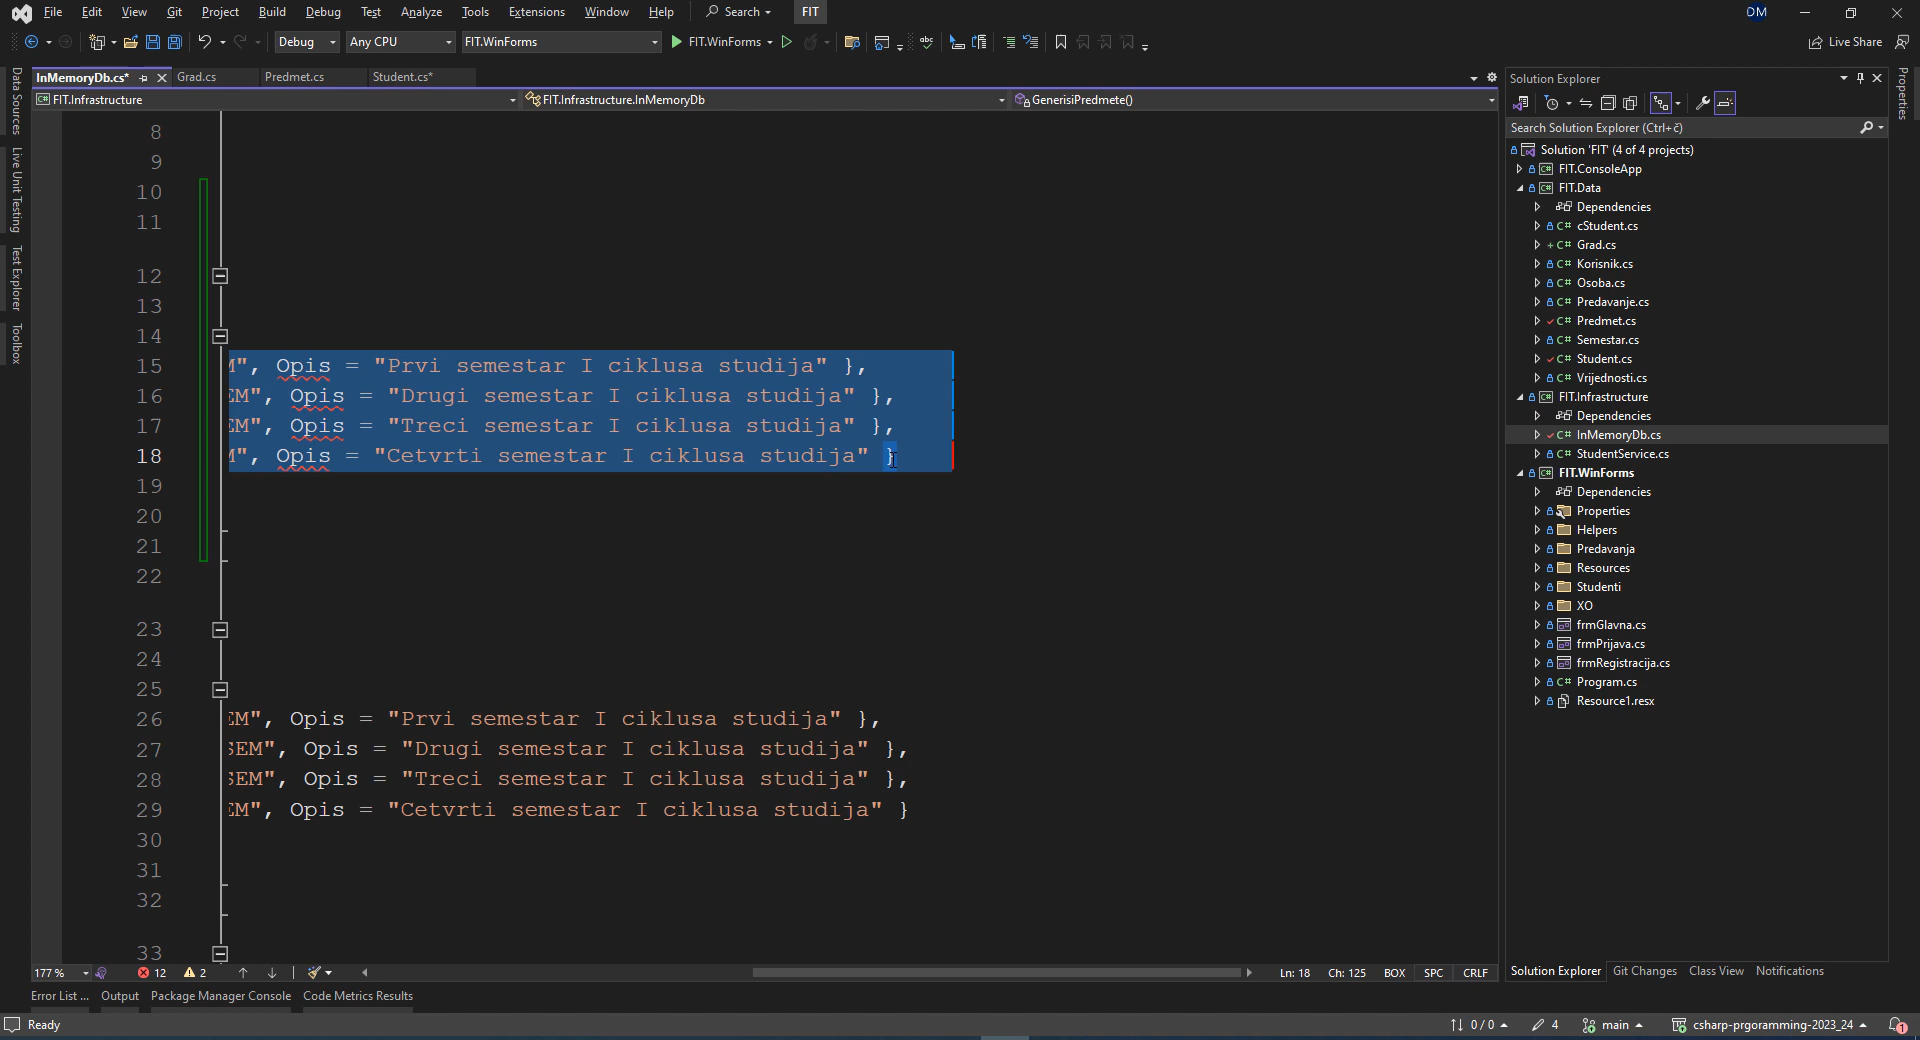 File Edit View Git Project Build Debug Test Analyze Tools Extensions Window Help Search FIT DM
Debug Any CPU FIT.WinForms FIT.WinForms Live Share
InMemoryDb.cs* Grad.cs Predmet.cs Student.cs*
FIT.Infrastructure FIT.Infrastructure.InMemoryDb GenerisiPredmete()
Data Sources
Live Unit Testing
Test Explorer
Toolbox
8
9
10
11
12
13
14
15 M", Opis = "Prvi semestar I ciklusa studija" },
16 EM", Opis = "Drugi semestar I ciklusa studija" },
17 EM", Opis = "Treci semestar I ciklusa studija" },
18 M", Opis = "Cetvrti semestar I ciklusa studija" }
19
20
21
22
23
24
25
26 EM", Opis = "Prvi semestar I ciklusa studija" },
27 SEM", Opis = "Drugi semestar I ciklusa studija" },
28 SEM", Opis = "Treci semestar I ciklusa studija" },
29 EM", Opis = "Cetvrti semestar I ciklusa studija" }
30
31
32
33
177 % 12 2 Ln: 18 Ch: 125 BOX SPC CRLF
Error List ... Output Package Manager Console Code Metrics Results
Solution Explorer
Search Solution Explorer (Ctrl+č)
Solution 'FIT' (4 of 4 projects)
FIT.ConsoleApp
FIT.Data
Dependencies
cStudent.cs
Grad.cs
Korisnik.cs
Osoba.cs
Predavanje.cs
Predmet.cs
Semestar.cs
Student.cs
Vrijednosti.cs
FIT.Infrastructure
Dependencies
InMemoryDb.cs
StudentService.cs
FIT.WinForms
Dependencies
Properties
Helpers
Predavanja
Resources
Studenti
XO
frmGlavna.cs
frmPrijava.cs
frmRegistracija.cs
Program.cs
Resource1.resx
Solution Explorer Git Changes Class View Notifications
Properties
Ready 0 / 0 4 main csharp-prgoramming-2023_24 1